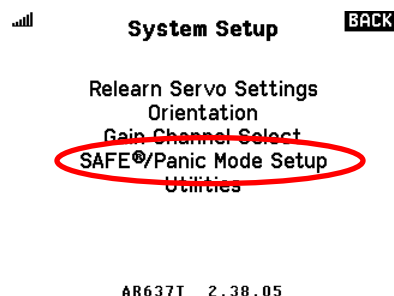 System Setup
BACK
Relearn Servo Settings
Orientation
Gain Channel Select
SAFE®/Panic Mode Setup
Utilities
AR637T 2.38.05